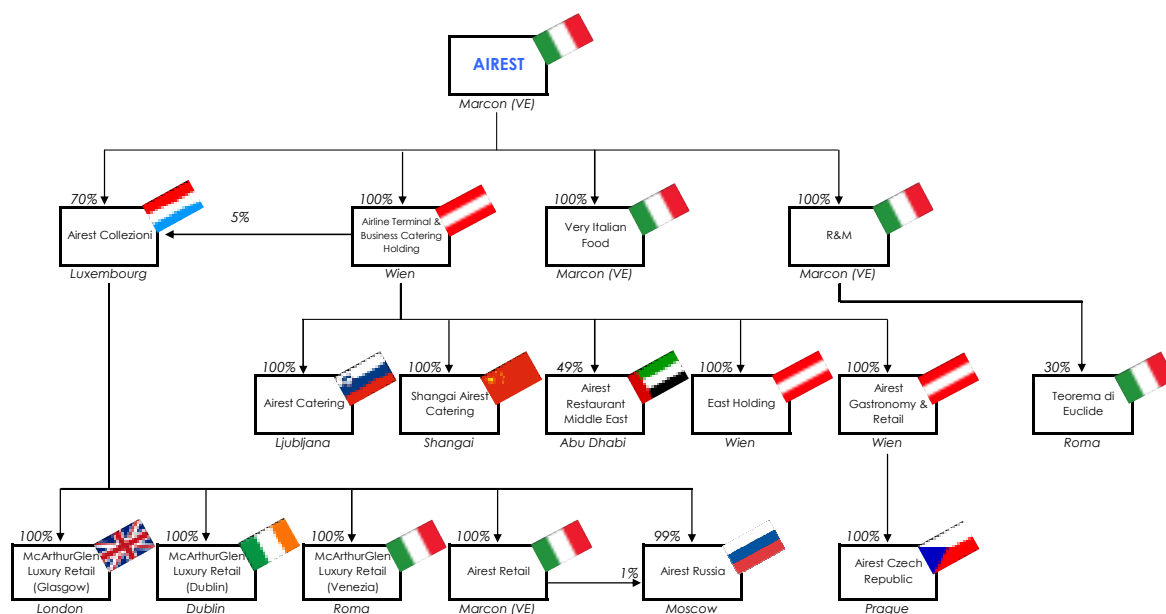 AIREST
Marcon (VE)
70%
100%
100%
100%
Airest Collezioni
5%
Airline Terminal &
Business Catering
Holding
Very Italian
Food
R&M
Luxembourg
Wien
Marcon (VE)
Marcon (VE)
100%
100%
49%
100%
100%
30%
Airest Catering
Shangai Airest
Catering
Airest
Restaurant
Middle East
East Holding
Airest
Gastronomy &
Retail
Teorema di
Euclide
Ljubljana
Shangai
Abu Dhabi
Wien
Wien
Roma
100%
100%
100%
100%
99%
100%
McArthurGlen
Luxury Retail
(Glasgow)
McArthurGlen
Luxury Retail
(Dublin)
McArthurGlen
Luxury Retail
(Venezia)
Airest Retail
1%
Airest Russia
Airest Czech
Republic
London
Dublin
Roma
Marcon (VE)
Moscow
Prague